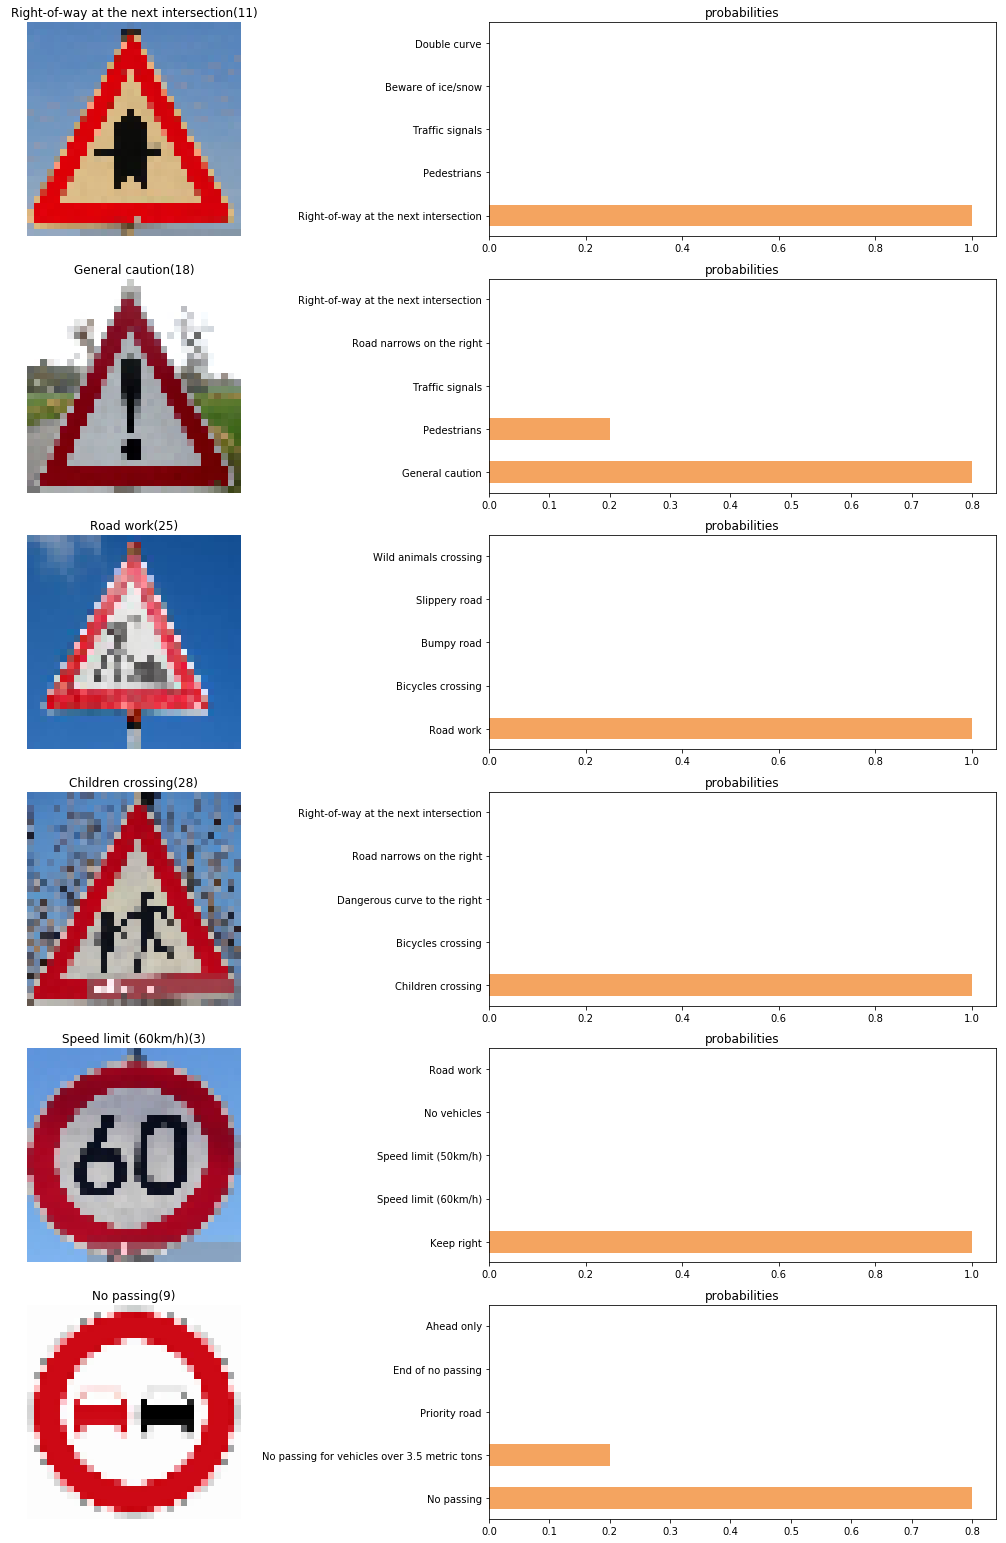 Right-of-way at the next intersection(11)
probabilities
Double curve
Beware of ice/snow
Traffic signals
Pedestrians
Right-of-way at the next intersection
0.0 0.2 0.4 0.6 0.8 1.0
General caution(18)
probabilities
Right-of-way at the next intersection
Road narrows on the right
Traffic signals
Pedestrians
General caution
0.0 0.1 0.2 0.3 0.4 0.5 0.6 0.7 0.8
Road work(25)
probabilities
Wild animals crossing
Slippery road
Bumpy road
Bicycles crossing
Road work
0.0 0.2 0.4 0.6 0.8 1.0
Children crossing(28)
probabilities
Right-of-way at the next intersection
Road narrows on the right
Dangerous curve to the right
Bicycles crossing
Children crossing
0.0 0.2 0.4 0.6 0.8 1.0
Speed limit (60km/h)(3)
probabilities
60
Road work
No vehicles
Speed limit (50km/h)
Speed limit (60km/h)
Keep right
0.0 0.2 0.4 0.6 0.8 1.0
No passing(9)
probabilities
Ahead only
End of no passing
Priority road
No passing for vehicles over 3.5 metric tons
No passing
0.0 0.1 0.2 0.3 0.4 0.5 0.6 0.7 0.8